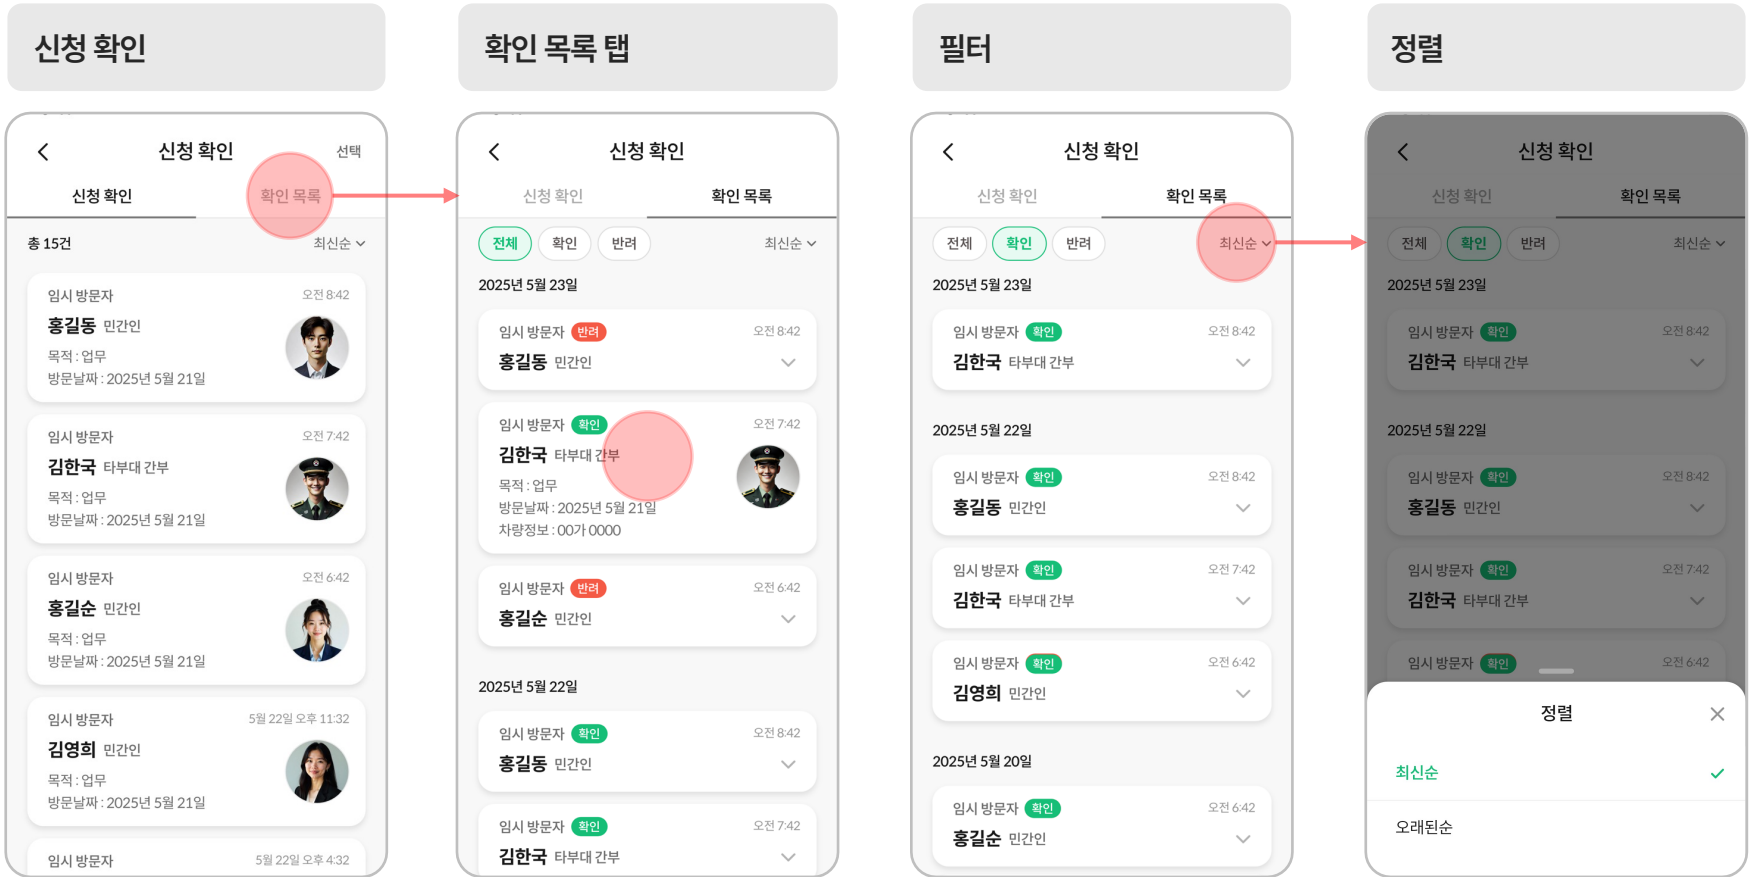 신청 확인
신청 확인
선택
신청 확인
확인 목록
총 15건
최신순
임시 방문자
오전 8:42
홍길동 민간인
목적 : 업무
방문날짜 : 2025년 5월 21일
임시 방문자
오전 7:42
김한국 타부대 간부
목적 : 업무
방문날짜 : 2025년 5월 21일
임시 방문자
오전 6:42
홍길순 민간인
목적 : 업무
방문날짜 : 2025년 5월 21일
임시 방문자
5월 22일 오후 11:32
김영희 민간인
목적 : 업무
방문날짜 : 2025년 5월 21일
임시 방문자
5월 22일 오후 4:32
확인 목록 탭
신청 확인
신청 확인
확인 목록
전체
확인
반려
최신순
2025년 5월 23일
임시 방문자 반려
오전 8:42
홍길동 민간인
임시 방문자 확인
오전 7:42
김한국 타부대 간부
목적 : 업무
방문날짜 : 2025년 5월 21일
차량정보 : 00가 0000
임시 방문자 반려
오전 6:42
홍길순 민간인
2025년 5월 22일
임시 방문자 확인
오전 8:42
홍길동 민간인
임시 방문자 확인
오전 7:42
김한국 타부대 간부
필터
신청 확인
신청 확인
확인 목록
전체
확인
반려
최신순
2025년 5월 23일
임시 방문자 확인
오전 8:42
김한국 타부대 간부
2025년 5월 22일
임시 방문자 확인
오전 8:42
홍길동 민간인
임시 방문자 확인
오전 7:42
김한국 타부대 간부
임시 방문자 확인
오전 6:42
김영희 민간인
2025년 5월 20일
임시 방문자 확인
오전 6:42
홍길순 민간인
정렬
신청 확인
신청 확인
확인 목록
전체
확인
반려
최신순
2025년 5월 23일
임시 방문자 확인
오전 8:42
김한국 타부대 간부
2025년 5월 22일
임시 방문자 확인
오전 8:42
홍길동 민간인
임시 방문자 확인
오전 7:42
김한국 타부대 간부
임시 방문자 확인
오전 6:42
정렬
최신순
오래된순